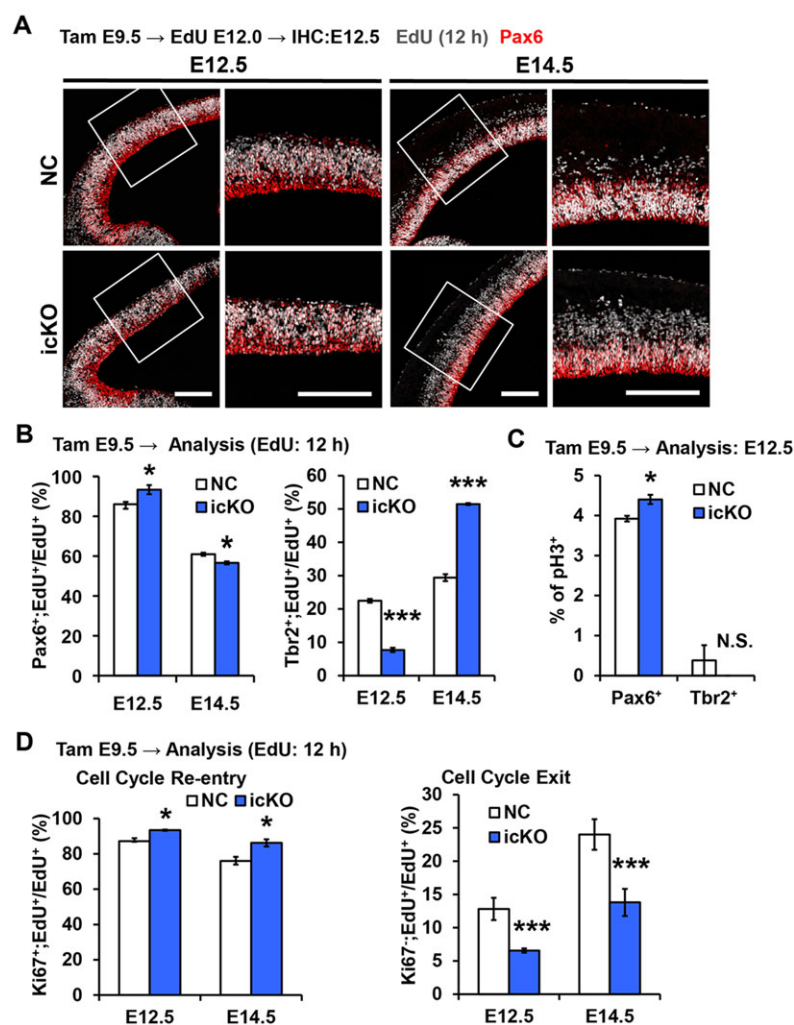 A
Tam E9.5 → EdU E12.0 → IHC:E12.5 EdU (12 h) Pax6
E12.5 E14.5
NC
icKO
B
Tam E9.5 → Analysis (EdU: 12 h)
Pax6⁺;EdU⁺/EdU⁺ (%)
100
80
60
40
20
0
NC
icKO
*
*
E12.5 E14.5
Tbr2⁺;EdU⁺/EdU⁺ (%)
60
50
40
30
20
10
0
NC
icKO
***
***
E12.5 E14.5
C
Tam E9.5 → Analysis: E12.5
% of pH3⁺
5
4
3
2
1
0
NC
icKO
*
N.S.
Pax6⁺ Tbr2⁺
D
Tam E9.5 → Analysis (EdU: 12 h)
Cell Cycle Re-entry
NC icKO
Ki67⁺;EdU⁺/EdU⁺ (%)
100
80
60
40
20
0
*
*
E12.5 E14.5
Cell Cycle Exit
Ki67⁻;EdU⁺/EdU⁺ (%)
30
25
20
15
10
5
0
NC
icKO
***
***
E12.5 E14.5